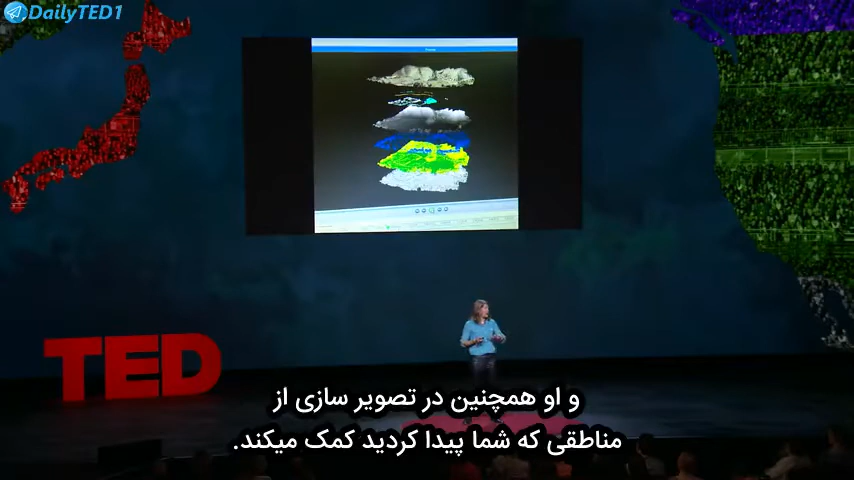 DailyTED1
TED
و او همچنین در تصویر سازی از
مناطقی که شما پیدا کردید کمک میکند.